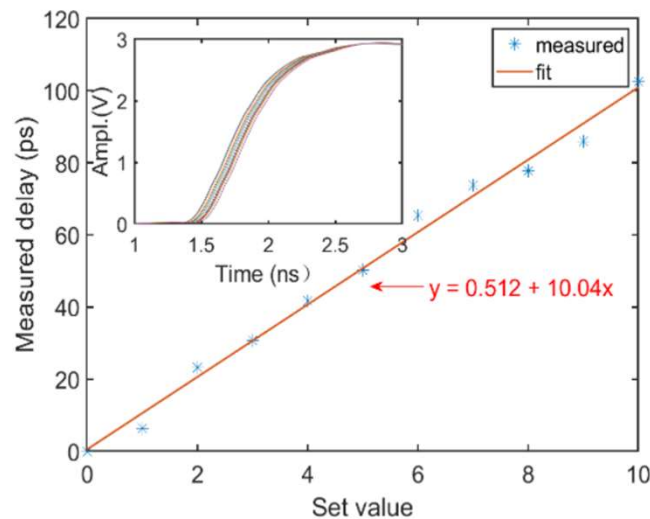 120
100
80
60
40
20
0
Measured delay (ps)
3
2
1
0
Ampl.(V)
1 1.5 2 2.5 3
Time (ns）
measured
fit
y = 0.512 + 10.04x
0 2 4 6 8 10
Set value